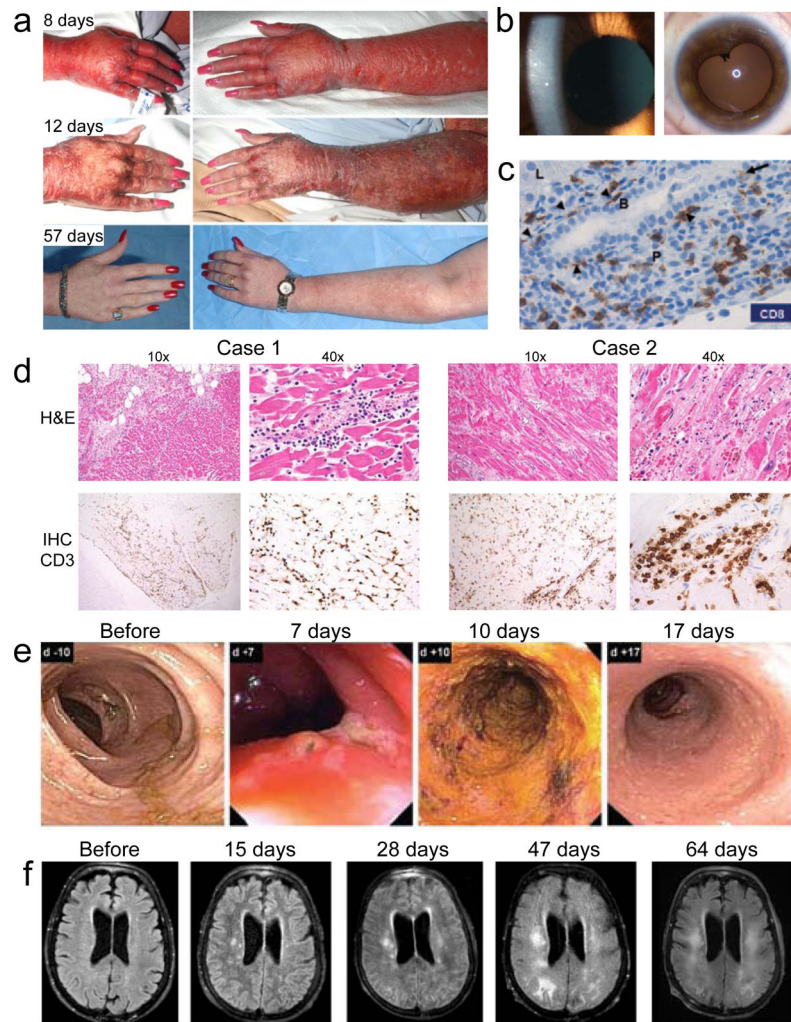 a
8 days
12 days
57 days
b
c
L
B
P
CD8
d
Case 1
Case 2
10x
40x
10x
40x
H&E
IHC
CD3
e
Before
7 days
10 days
17 days
d -10
d +7
d +10
d +17
f
Before
15 days
28 days
47 days
64 days